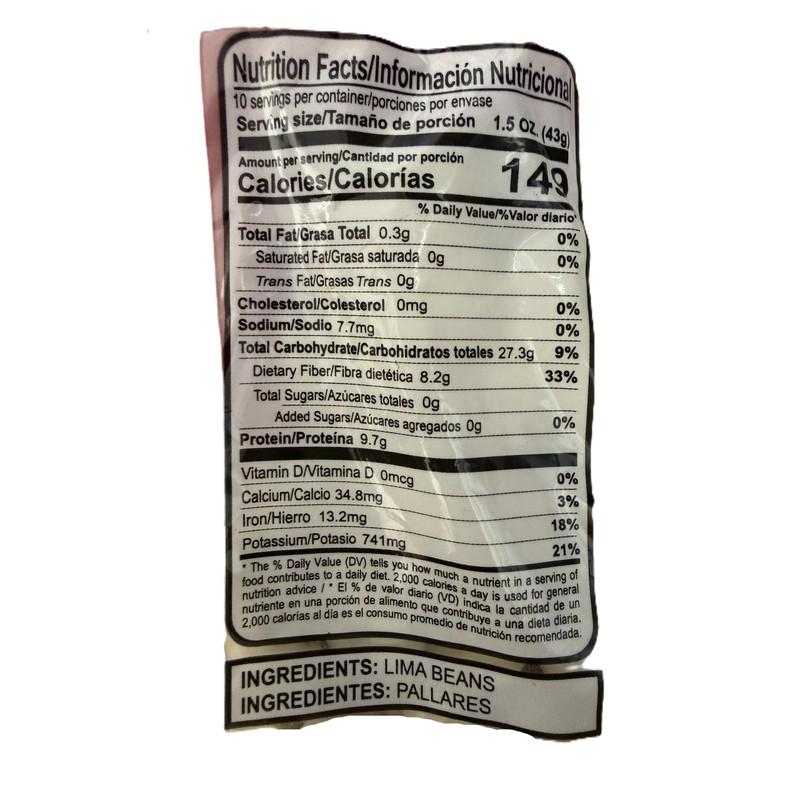 Nutrition Facts/Información Nutricional
10 servings per container/porciones por envase
Serving size/Tamaño de porción 1.5 OZ. (43g)
Amount per serving/Cantidad por porción
Calories/Calorías 149
% Daily Value/%Valor diario*
Total Fat/Grasa Total 0.3g 0%
Saturated Fat/Grasa saturada 0g 0%
Trans Fat/Grasas Trans 0g
Cholesterol/Colesterol 0mg 0%
Sodium/Sodio 7.7mg 0%
Total Carbohydrate/Carbohidratos totales 27.3g 9%
Dietary Fiber/Fibra dietética 8.2g 33%
Total Sugars/Azúcares totales 0g
Added Sugars/Azúcares agregados 0g 0%
Protein/Proteína 9.7g
Vitamin D/Vitamina D 0mcg 0%
Calcium/Calcio 34.8mg 3%
Iron/Hierro 13.2mg 18%
Potassium/Potasio 741mg 21%
* The % Daily Value (DV) tells you how much a nutrient in a serving of
food contributes to a daily diet. 2,000 calories a day is used for general
nutrition advice / * El % de valor diario (VD) indica la cantidad de un
nutriente en una porción de alimento que contribuye a una dieta diaria.
2,000 calorías al día es el consumo promedio de nutrición recomendada.
INGREDIENTS: LIMA BEANS
INGREDIENTES: PALLARES